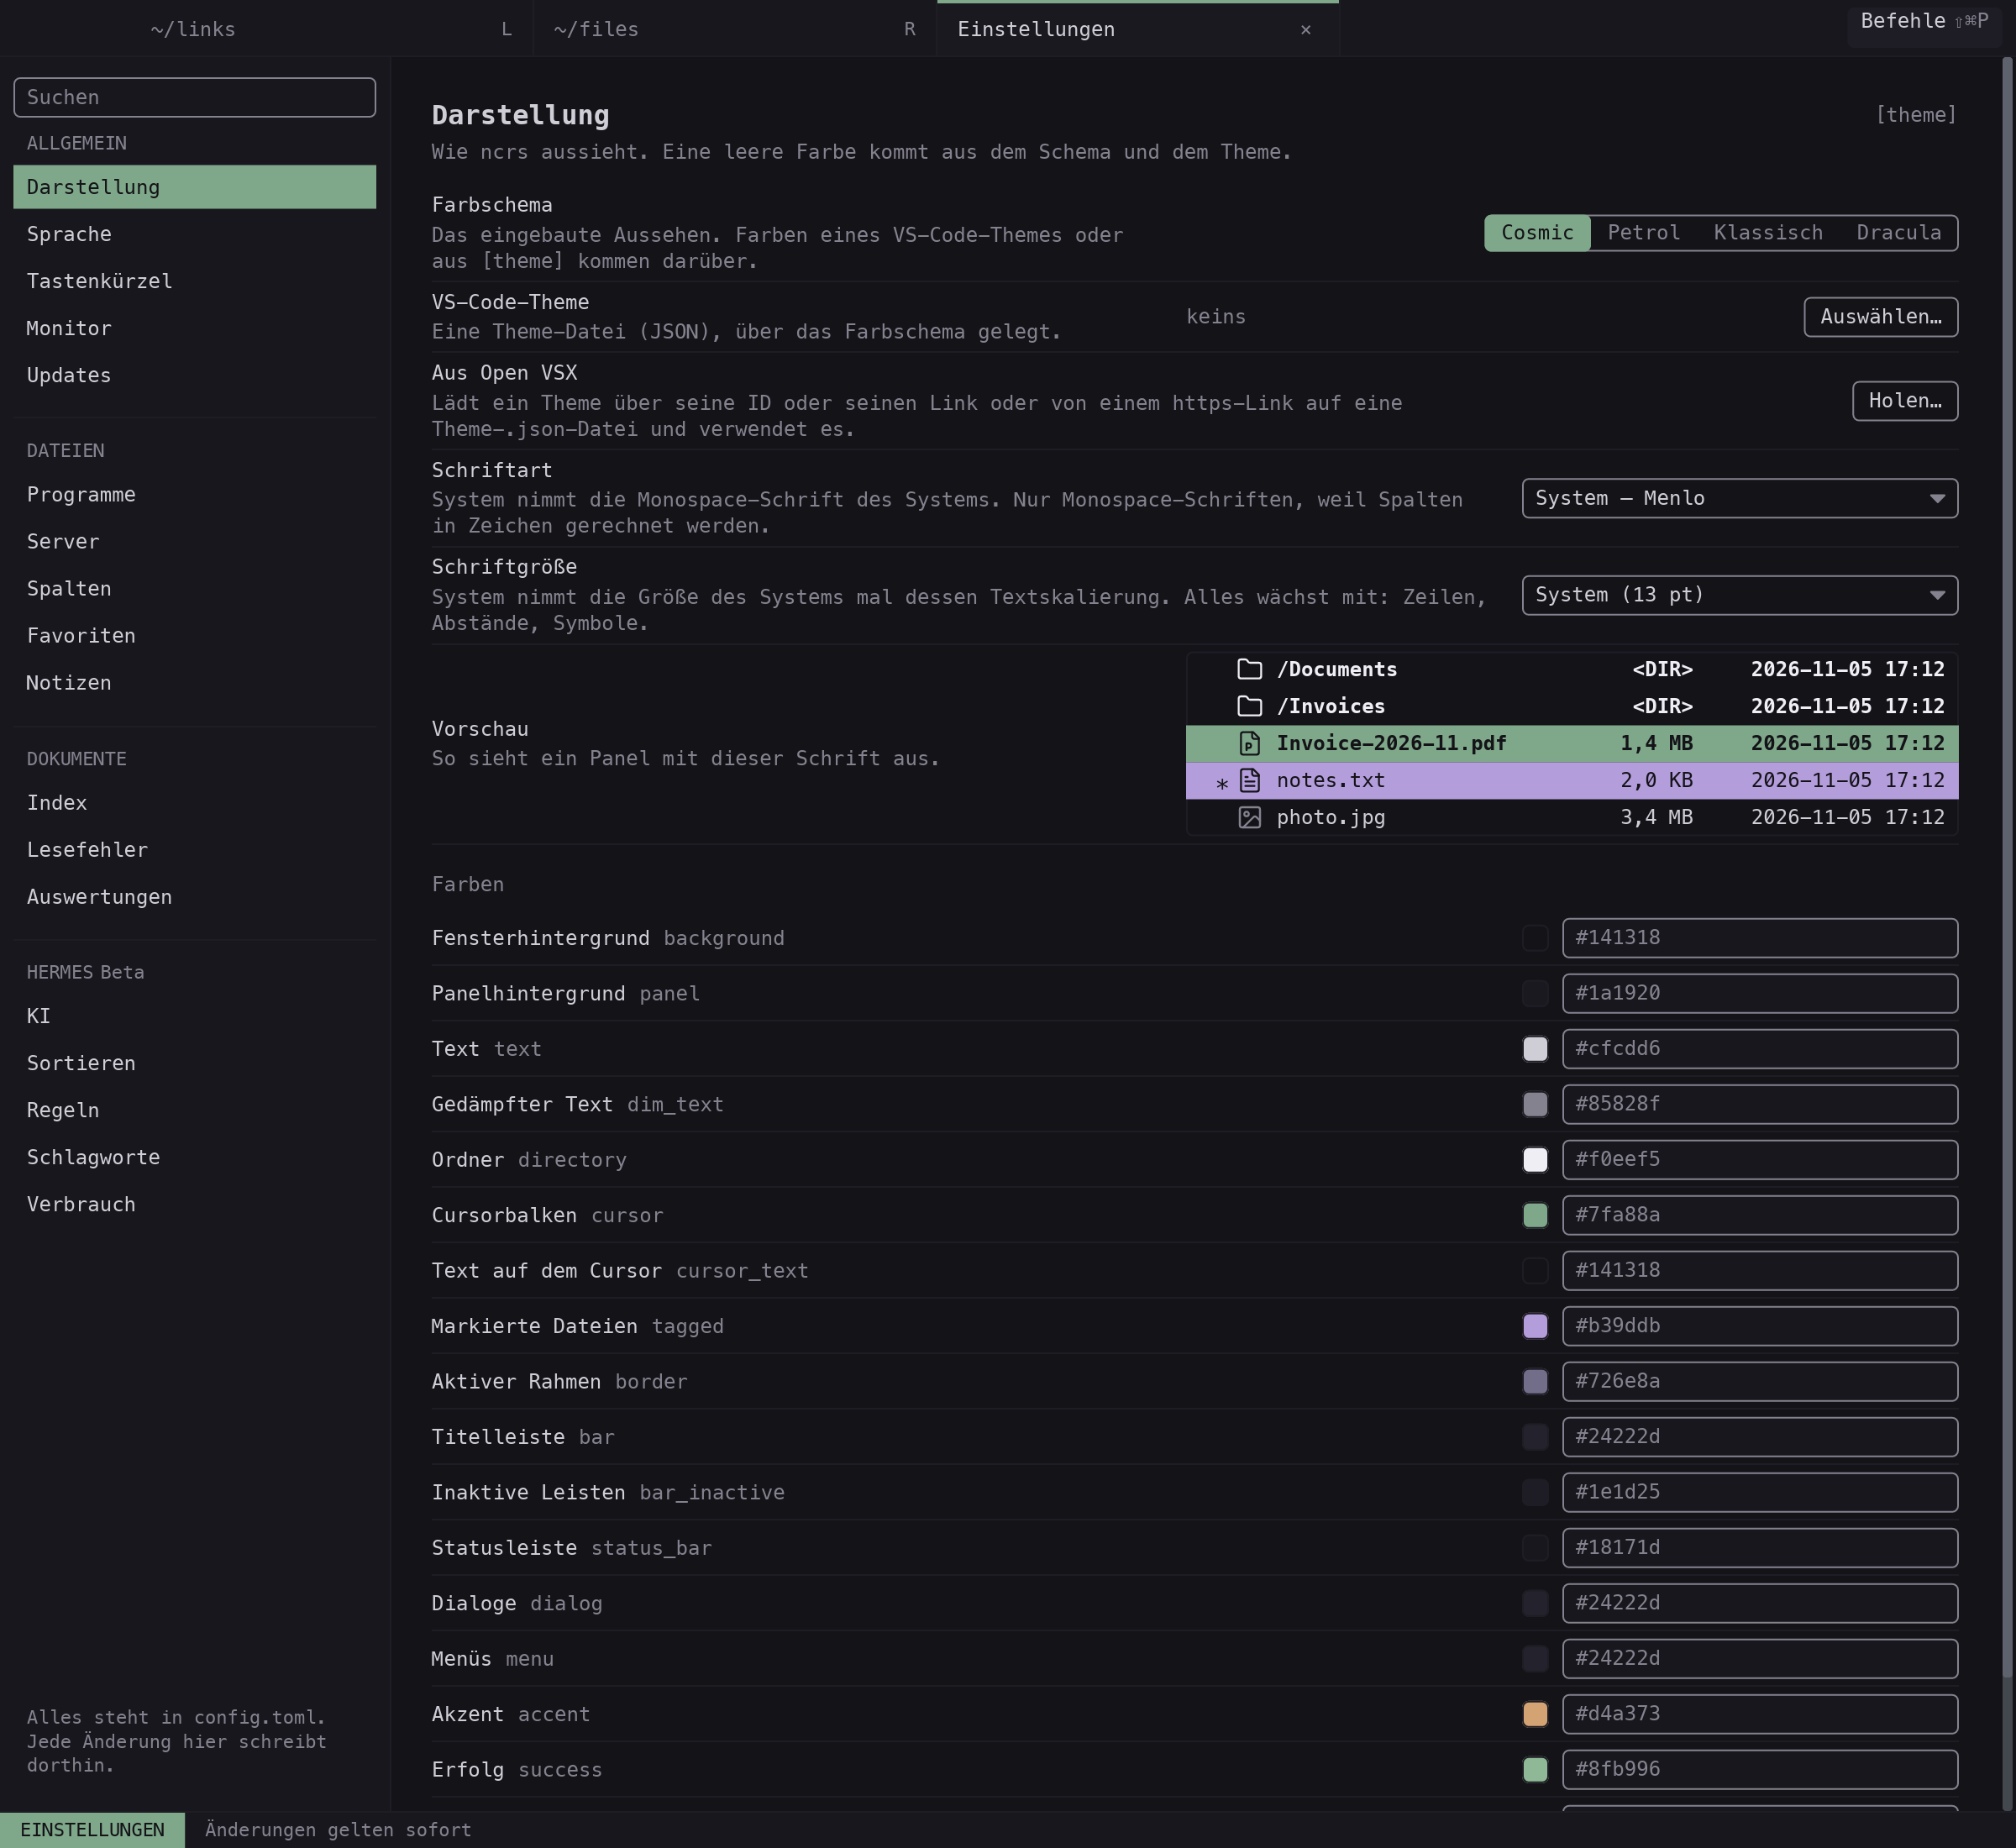 ~/links L ~/files R Einstellungen × Befehle ⇧⌘P
Suchen
ALLGEMEIN
Darstellung
Sprache
Tastenkürzel
Monitor
Updates
DATEIEN
Programme
Server
Spalten
Favoriten
Notizen
DOKUMENTE
Index
Lesefehler
Auswertungen
HERMES Beta
KI
Sortieren
Regeln
Schlagworte
Verbrauch
Alles steht in config.toml.
Jede Änderung hier schreibt
dorthin.
Darstellung [theme]
Wie ncrs aussieht. Eine leere Farbe kommt aus dem Schema und dem Theme.
Farbschema
Das eingebaute Aussehen. Farben eines VS-Code-Themes oder
aus [theme] kommen darüber.
Cosmic Petrol Klassisch Dracula
VS-Code-Theme
Eine Theme-Datei (JSON), über das Farbschema gelegt.
keins Auswählen…
Aus Open VSX
Lädt ein Theme über seine ID oder seinen Link oder von einem https-Link auf eine
Theme-.json-Datei und verwendet es.
Holen…
Schriftart
System nimmt die Monospace-Schrift des Systems. Nur Monospace-Schriften, weil Spalten
in Zeichen gerechnet werden.
System — Menlo
Schriftgröße
System nimmt die Größe des Systems mal dessen Textskalierung. Alles wächst mit: Zeilen,
Abstände, Symbole.
System (13 pt)
Vorschau
So sieht ein Panel mit dieser Schrift aus.
/Documents <DIR> 2026-11-05 17:12
/Invoices <DIR> 2026-11-05 17:12
Invoice-2026-11.pdf 1,4 MB 2026-11-05 17:12
* notes.txt 2,0 KB 2026-11-05 17:12
photo.jpg 3,4 MB 2026-11-05 17:12
Farben
Fensterhintergrund background #141318
Panelhintergrund panel #1a1920
Text text #cfcdd6
Gedämpfter Text dim_text #85828f
Ordner directory #f0eef5
Cursorbalken cursor #7fa88a
Text auf dem Cursor cursor_text #141318
Markierte Dateien tagged #b39ddb
Aktiver Rahmen border #726e8a
Titelleiste bar #24222d
Inaktive Leisten bar_inactive #1e1d25
Statusleiste status_bar #18171d
Dialoge dialog #24222d
Menüs menu #24222d
Akzent accent #d4a373
Erfolg success #8fb996
EINSTELLUNGEN Änderungen gelten sofort